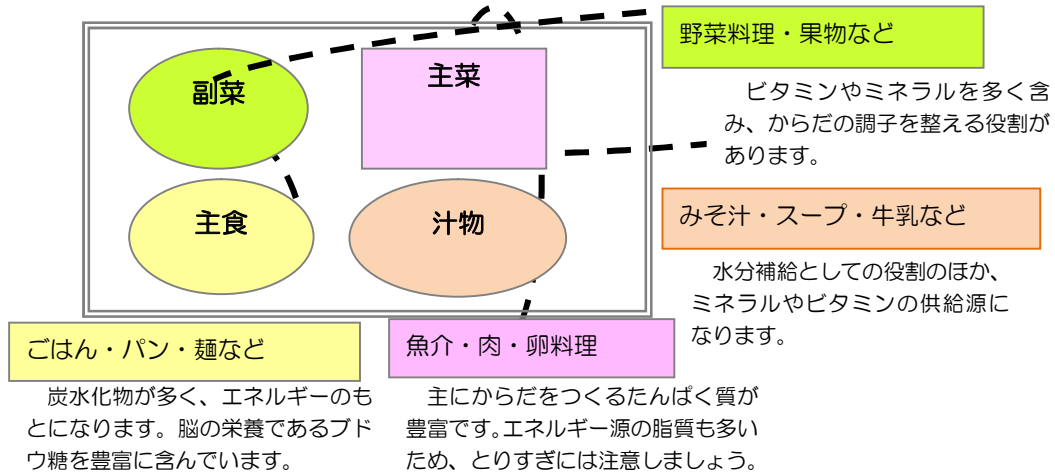 副菜
主菜
主食
汁物
野菜料理・果物など
　ビタミンやミネラルを多く含
み、からだの調子を整える役割が
あります。
みそ汁・スープ・牛乳など
　水分補給としての役割のほか、
ミネラルやビタミンの供給源に
なります。
ごはん・パン・麺など
　炭水化物が多く、エネルギーのも
とになります。脳の栄養であるブド
ウ糖を豊富に含んでいます。
魚介・肉・卵料理
　主にからだをつくるたんぱく質が
豊富です｡エネルギー源の脂質も多い
ため、とりすぎには注意しましょう。